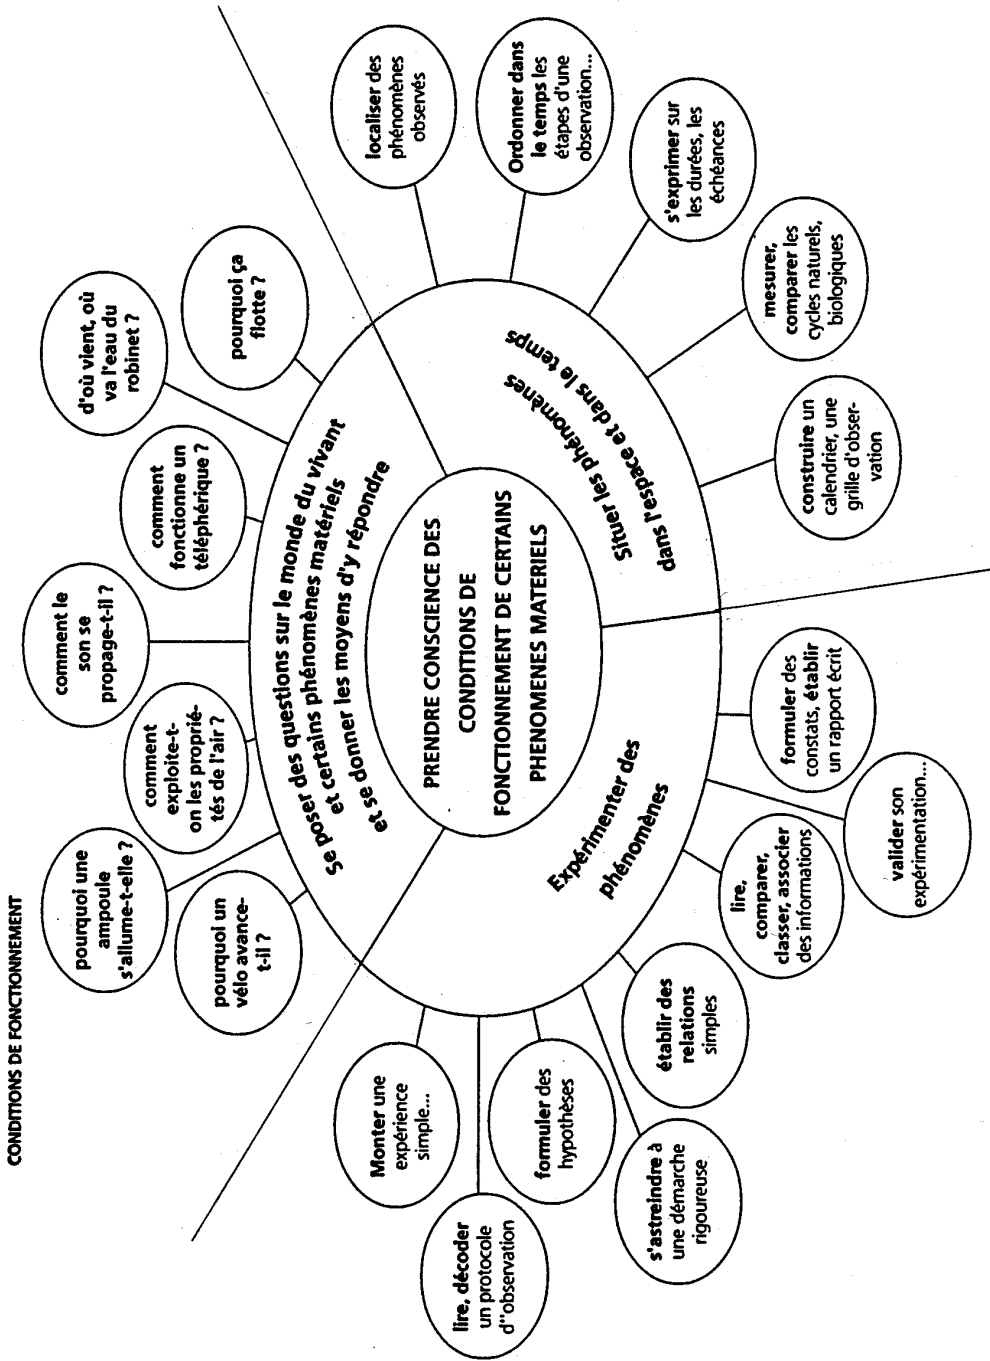 CONDITIONS DE FONCTIONNEMENT
pourquoi un
vélo avance-
t-il ?
pourquoi une
ampoule
s'allume-t-elle ?
comment
exploite-t-
on les proprié-
tés de l'air ?
comment le
son se
propage-t-il ?
comment
fonctionne un
téléphérique ?
d'où vient, où
va l'eau du
robinet ?
pourquoi ça
flotte ?
Se poser des questions sur le monde du vivant
et certains phénomènes matériels
et se donner les moyens d'y répondre
PRENDRE CONSCIENCE DES
CONDITIONS DE
FONCTIONNEMENT DE CERTAINS
PHENOMENES MATERIELS
Situer les phénomènes
dans l'espace et dans le temps
localiser des
phénomènes
observés
Ordonner dans
le temps les
étapes d'une
observation...
s'exprimer sur
les durées, les
échéances
mesurer,
comparer les
cycles naturels,
biologiques
construire un
calendrier, une
grille d'obser-
vation
Expérimenter des
phénomènes
Monter une
expérience
simple...
lire, décoder
un protocole
d''observation
formuler des
hypothèses
s'astreindre à
une démarche
rigoureuse
établir des
relations
simples
lire,
comparer,
classer, associer
des informations
valider son
expérimentation...
formuler des
constats, établir
un rapport écrit